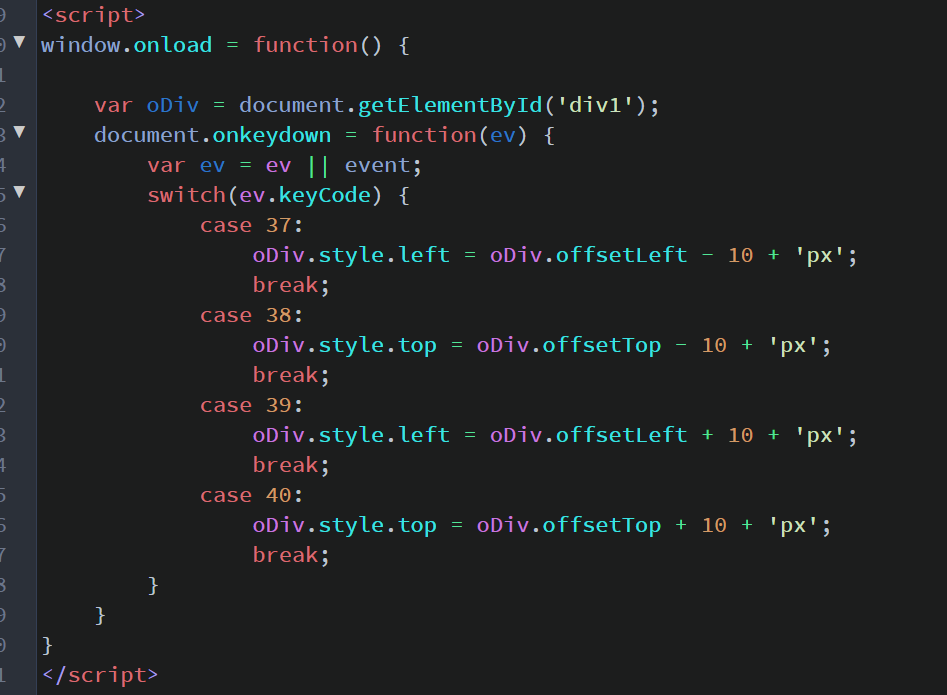 9 <script>
0 ▼ window.onload = function() {
1
2     var oDiv = document.getElementById('div1');
3 ▼     document.onkeydown = function(ev) {
4         var ev = ev || event;
5 ▼         switch(ev.keyCode) {
6             case 37:
7                 oDiv.style.left = oDiv.offsetLeft - 10 + 'px';
8                 break;
9             case 38:
0                 oDiv.style.top = oDiv.offsetTop - 10 + 'px';
1                 break;
2             case 39:
3                 oDiv.style.left = oDiv.offsetLeft + 10 + 'px';
4                 break;
5             case 40:
6                 oDiv.style.top = oDiv.offsetTop + 10 + 'px';
7                 break;
8         }
9     }
0 }
1 </script>